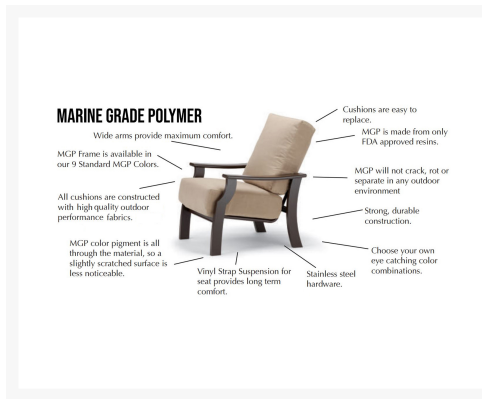 MARINE GRADE POLYMER
Wide arms provide maximum comfort.
MGP Frame is available in
our 9 Standard MGP Colors.
All cushions are constructed
with high quality outdoor
performance fabrics.
MGP color pigment is all
through the material, so a
slightly scratched surface is
less noticeable.
Vinyl Strap Suspension for
seat provides long term
comfort.
Stainless steel
hardware.
Cushions are easy to
replace.
MGP is made from only
FDA approved resins.
MGP will not crack, rot or
separate in any outdoor
environment
Strong, durable
construction.
Choose your own
eye catching color
combinations.